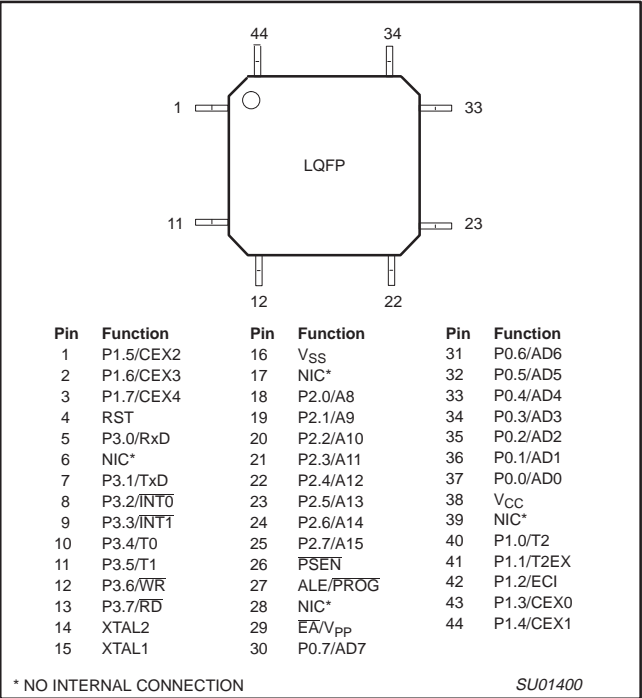 44 34
1 33
LQFP
11 23
12 22
Pin Function Pin Function Pin Function
1 P1.5/CEX2 16 VSS 31 P0.6/AD6
2 P1.6/CEX3 17 NIC* 32 P0.5/AD5
3 P1.7/CEX4 18 P2.0/A8 33 P0.4/AD4
4 RST 19 P2.1/A9 34 P0.3/AD3
5 P3.0/RxD 20 P2.2/A10 35 P0.2/AD2
6 NIC* 21 P2.3/A11 36 P0.1/AD1
7 P3.1/TxD 22 P2.4/A12 37 P0.0/AD0
8 P3.2/I̅N̅T̅0̅ 23 P2.5/A13 38 VCC
9 P3.3/I̅N̅T̅1̅ 24 P2.6/A14 39 NIC*
10 P3.4/T0 25 P2.7/A15 40 P1.0/T2
11 P3.5/T1 26 P̅S̅E̅N̅ 41 P1.1/T2EX
12 P3.6/W̅R̅ 27 ALE/P̅R̅O̅G̅ 42 P1.2/ECI
13 P3.7/R̅D̅ 28 NIC* 43 P1.3/CEX0
14 XTAL2 29 E̅A̅/VPP 44 P1.4/CEX1
15 XTAL1 30 P0.7/AD7
* NO INTERNAL CONNECTION SU01400